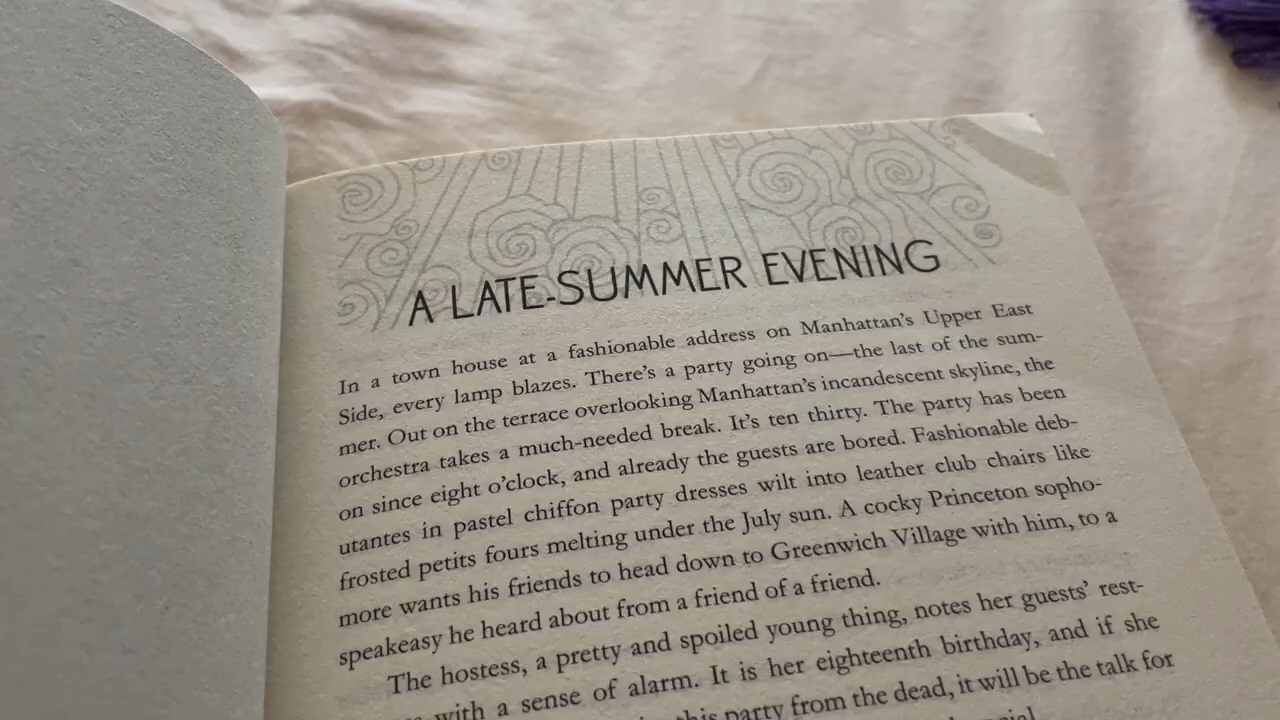 A LATE-SUMMER EVENING
In a town house at a fashionable address on Manhattan's Upper East
Side, every lamp blazes. There's a party going on—the last of the sum-
mer. Out on the terrace overlooking Manhattan's incandescent skyline, the
orchestra takes a much-needed break. It's ten thirty. The party has been
on since eight o'clock, and already the guests are bored. Fashionable deb-
utantes in pastel chiffon party dresses wilt into leather club chairs like
frosted petits fours melting under the July sun. A cocky Princeton sopho-
more wants his friends to head down to Greenwich Village with him, to a
speakeasy he heard about from a friend of a friend.
The hostess, a pretty and spoiled young thing, notes her guests' rest-
with a sense of alarm. It is her eighteenth birthday, and if she
this party from the dead, it will be the talk for